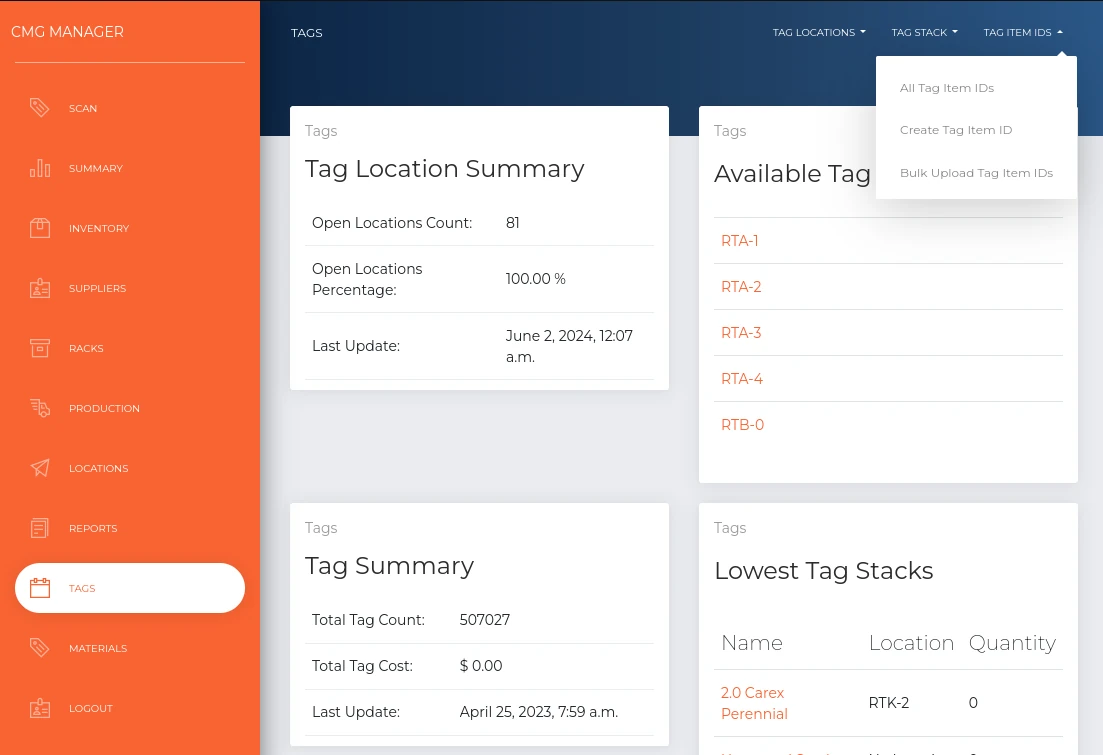 CMG MANAGER
SCAN
SUMMARY
INVENTORY
SUPPLIERS
RACKS
PRODUCTION
LOCATIONS
REPORTS
TAGS
MATERIALS
LOGOUT
TAGS
TAG LOCATIONS
TAG STACK
TAG ITEM IDS
All Tag Item IDs
Create Tag Item ID
Bulk Upload Tag Item IDs
Tags
Tag Location Summary
Open Locations Count: 81
Open Locations
Percentage: 100.00 %
Last Update: June 2, 2024, 12:07
a.m.
Tags
Available Tag
RTA-1
RTA-2
RTA-3
RTA-4
RTB-0
Tags
Tag Summary
Total Tag Count: 507027
Total Tag Cost: $ 0.00
Last Update: April 25, 2023, 7:59 a.m.
Tags
Lowest Tag Stacks
Name Location Quantity
2.0 Carex
Perennial RTK-2 0